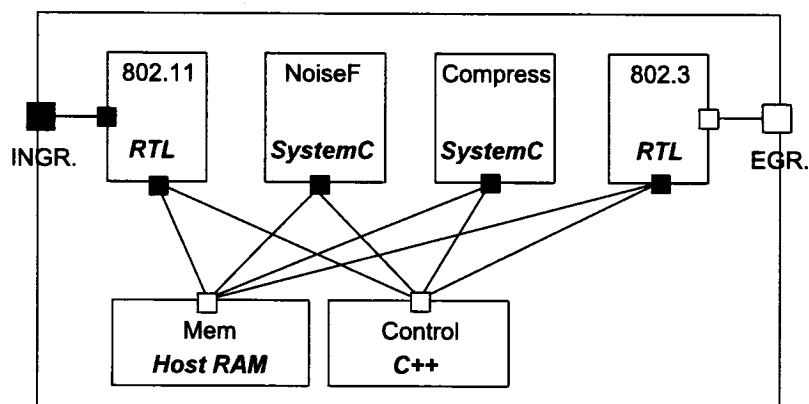 802.11
NoiseF
Compress
802.3
RTL
SystemC
SystemC
RTL
INGR.
EGR.
Mem
Control
Host RAM
C++